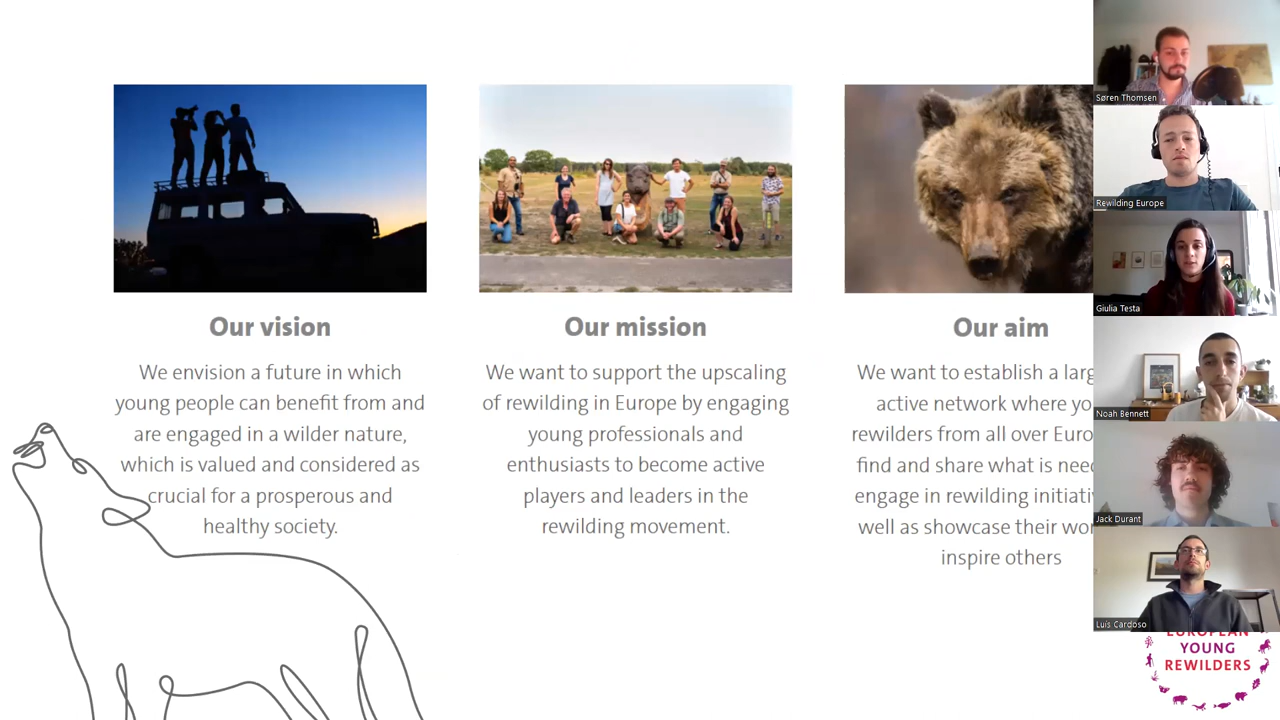 Our vision
We envision a future in which
young people can benefit from and
are engaged in a wilder nature,
which is valued and considered as
crucial for a prosperous and
healthy society.
Our mission
We want to support the upscaling
of rewilding in Europe by engaging
young professionals and
enthusiasts to become active
players and leaders in the
rewilding movement.
Our aim
We want to establish a
active network where
rewilders from all over
find and share what is
engage in rewilding
well as showcase their
inspire others
Søren Thomsen
Rewilding Europe
Giulia Testa
Noah Bennett
Jack Durant
Luís Cardoso
EUROPEAN
YOUNG
REWILDERS